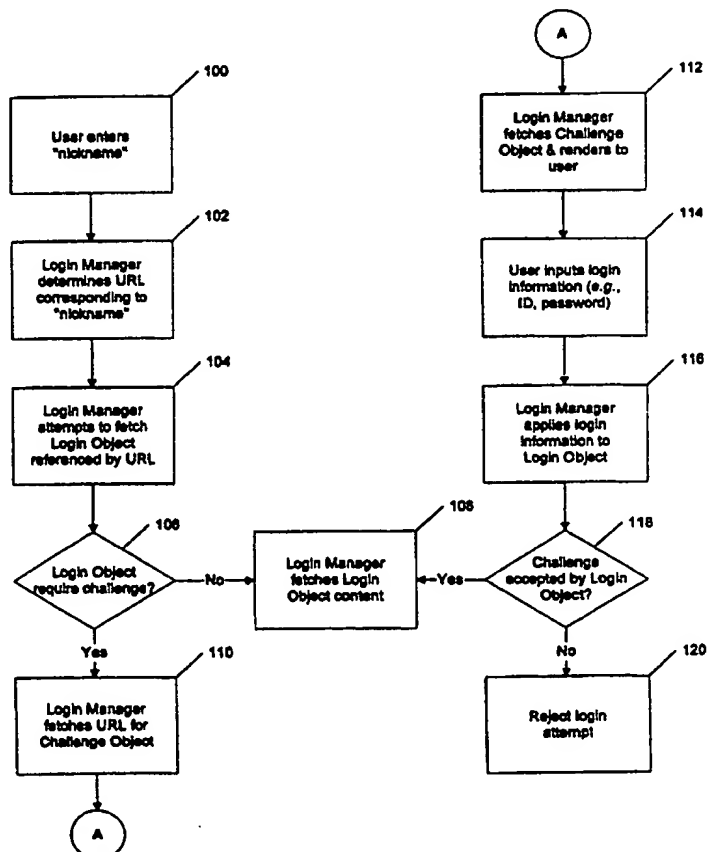 100
User enters
"nickname"
102
Login Manager
determines URL
corresponding to
"nickname"
104
Login Manager
attempts to fetch
Login Object
referenced by URL
106
Login Object
require challenge?
No
Yes
108
Login Manager
fetches Login
Object content
110
Login Manager
fetches URL for
Challenge Object
A
A
112
Login Manager
fetches Challenge
Object & renders to
user
114
User inputs login
information (e.g.,
ID, password)
116
Login Manager
applies login
information to
Login Object
118
Challenge
accepted by Login
Object?
Yes
No
120
Reject login
attempt